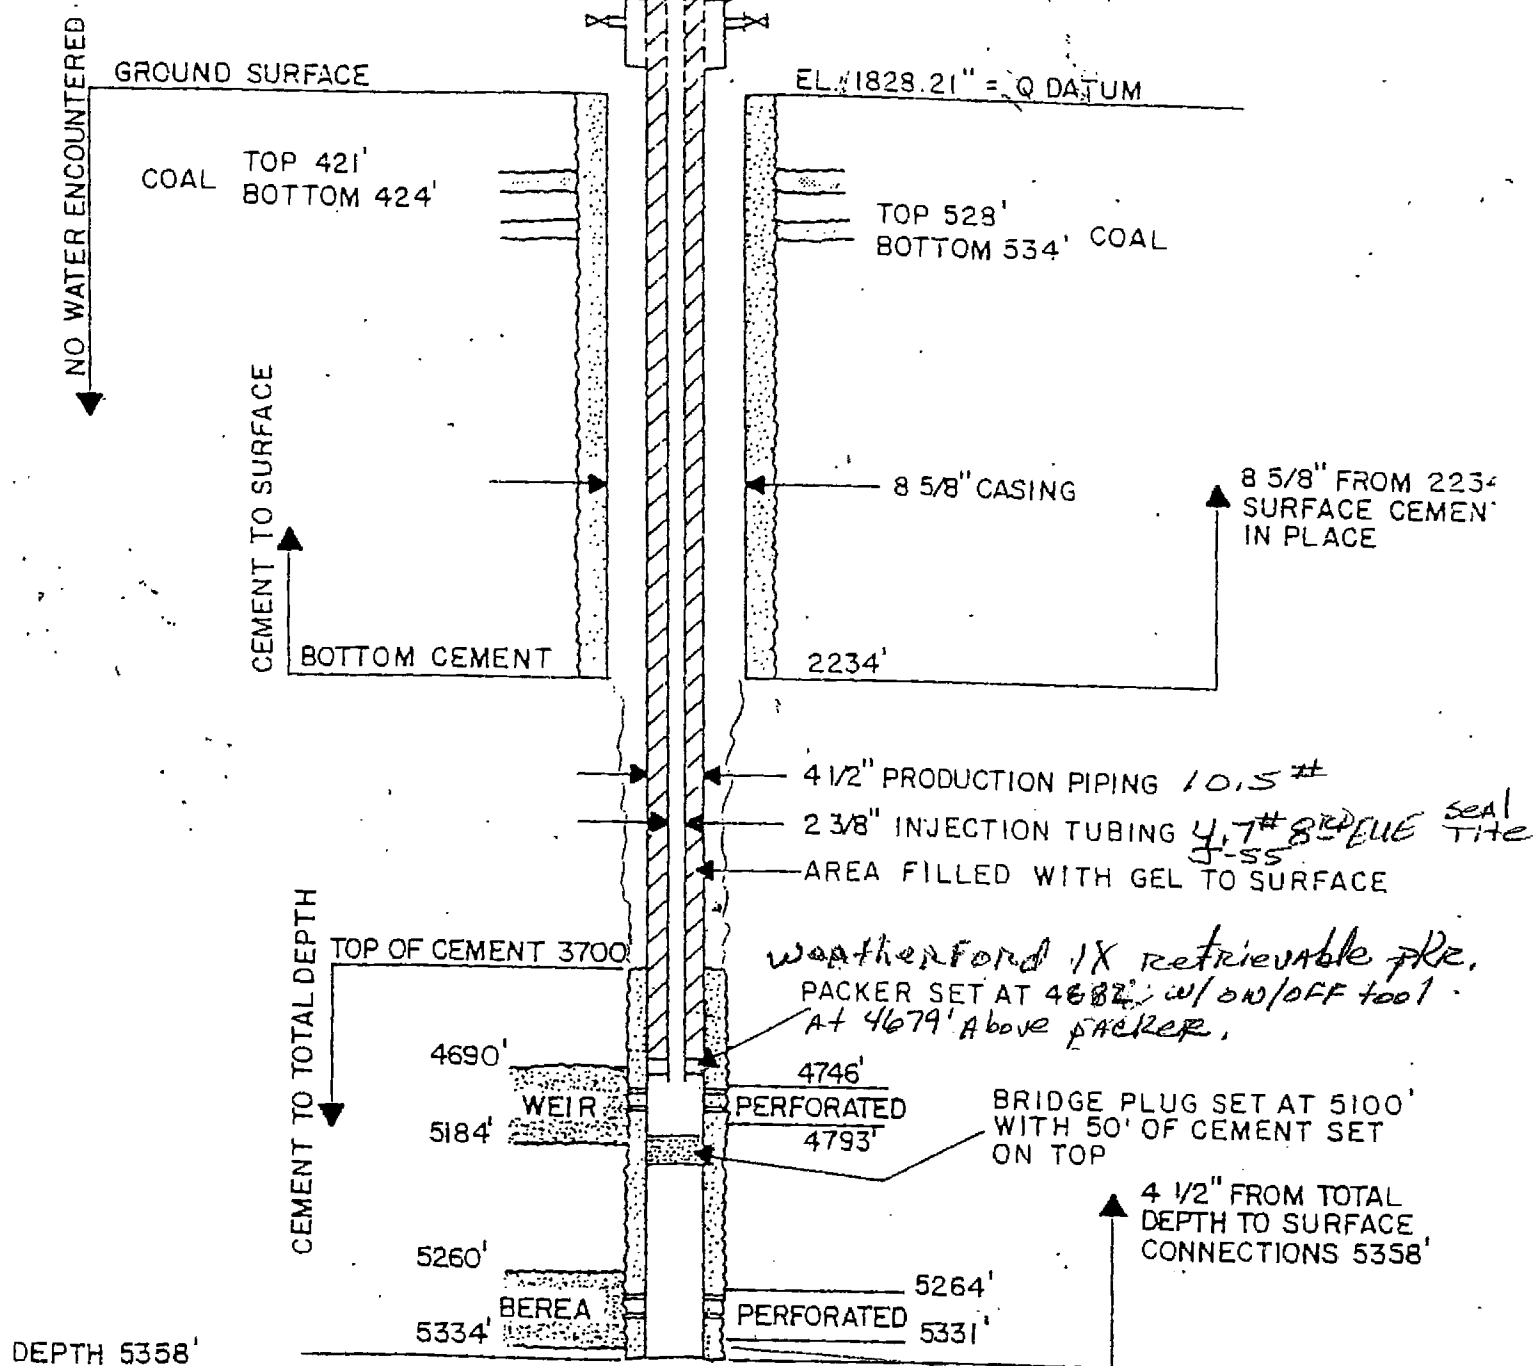 NO WATER ENCOUNTERED
GROUND SURFACE
EL. 1828.21" = Q DATUM
COAL
TOP 421'
BOTTOM 424'
TOP 528'
BOTTOM 534'
COAL
CEMENT TO SURFACE
8 5/8" CASING
8 5/8" FROM 2234
SURFACE CEMEN
IN PLACE
BOTTOM CEMENT
2234'
4 1/2" PRODUCTION PIPING 10.5#
2 3/8" INJECTION TUBING 4.7# 8RD EUE SEAL TITE
J-55
AREA FILLED WITH GEL TO SURFACE
CEMENT TO TOTAL DEPTH
TOP OF CEMENT 3700
Weatherford 1X retrievable pkr.
PACKER SET AT 4682' w/ on/off tool
At 4679' Above packer.
4690'
WEIR
5184'
4746'
PERFORATED
4793'
BRIDGE PLUG SET AT 5100'
WITH 50' OF CEMENT SET
ON TOP
4 1/2" FROM TOTAL
DEPTH TO SURFACE
CONNECTIONS 5358'
5260'
BEREA
5334'
5264'
PERFORATED
5331'
DEPTH 5358'